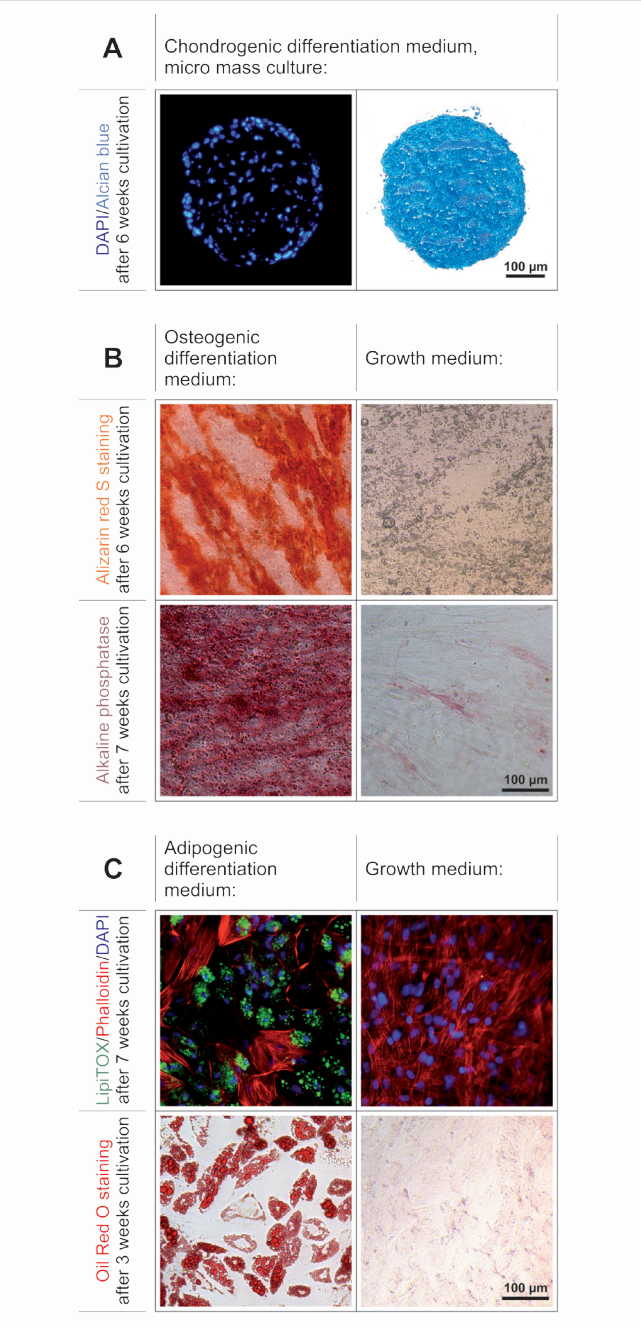 A
Chondrogenic differentiation medium,
micro mass culture:
DAPI/Alcian blue
after 6 weeks cultivation
100 µm
B
Osteogenic
differentiation
medium:
Growth medium:
Alizarin red S staining
after 6 weeks cultivation
Alkaline phosphatase
after 7 weeks cultivation
100 µm
C
Adipogenic
differentiation
medium:
Growth medium:
LipiTOX/Phalloidin/DAPI
after 7 weeks cultivation
Oil Red O staining
after 3 weeks cultivation
100 µm